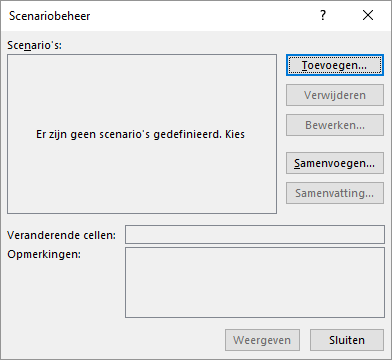 Scenariobeheer
Scenario's:
Er zijn geen scenario's gedefinieerd. Kies
Toevoegen...
Verwijderen
Bewerken...
Samenvoegen...
Samenvatting...
Veranderende cellen:
Opmerkingen:
Weergeven
Sluiten